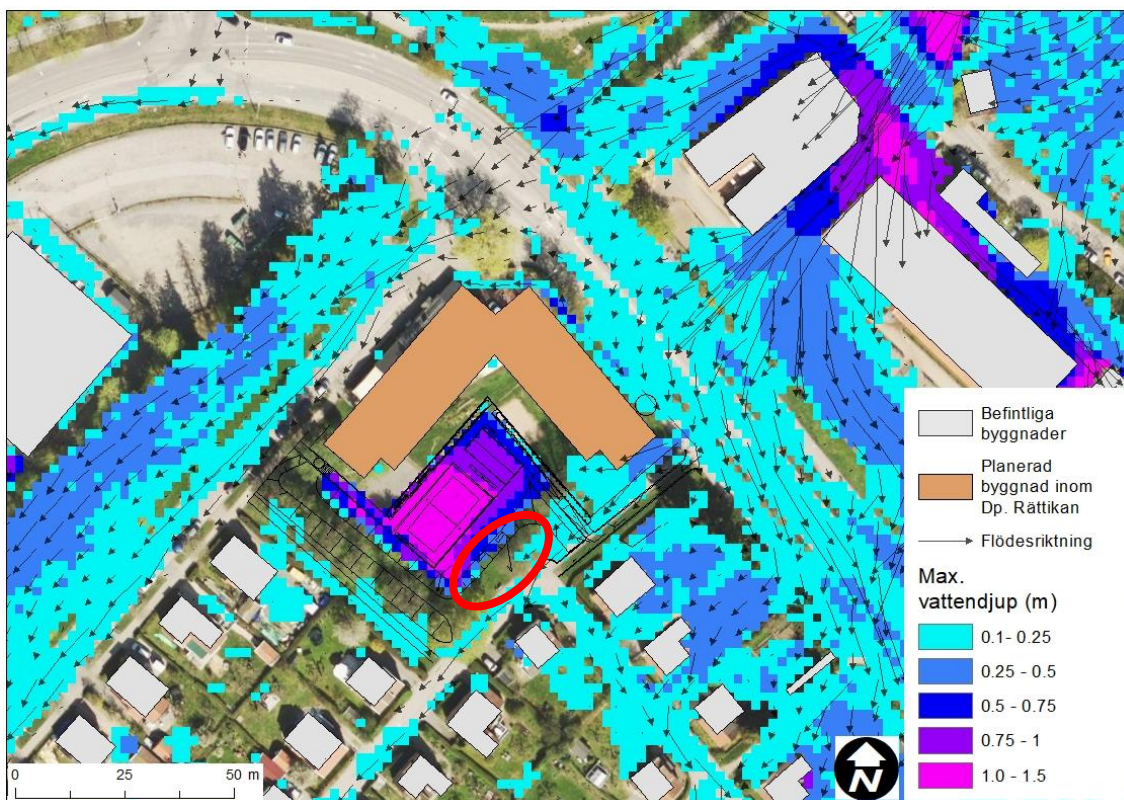 Befintliga
byggnader
Planerad
byggnad inom
Dp. Rättikan
Flödesriktning
Max.
vattendjup (m)
0.1- 0.25
0.25 - 0.5
0.5 - 0.75
0.75 - 1
1.0 - 1.5
0 25 50 m
N